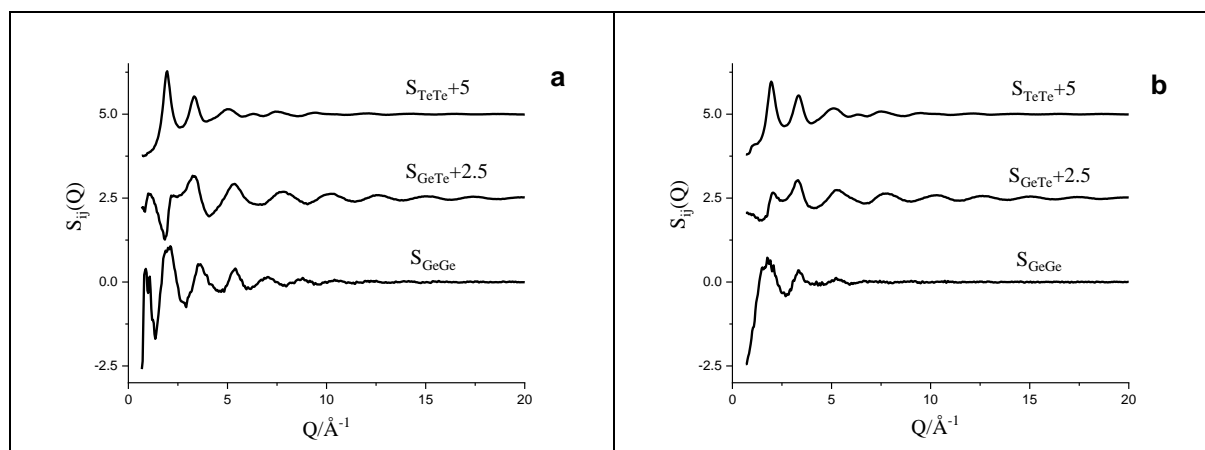 a
S_TeTe+5
S_GeTe+2.5
S_GeGe
S_ij(Q)
5.0
2.5
0.0
-2.5
0 5 10 15 20
Q/Å^-1
b
S_TeTe+5
S_GeTe+2.5
S_GeGe
S_ij(Q)
5.0
2.5
0.0
-2.5
0 5 10 15 20
Q/Å^-1